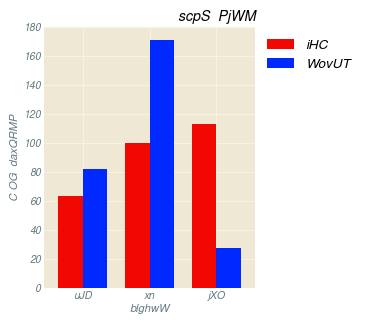 scpS PjWM
iHC
WovUT
C OG daxQRMP
180
160
140
120
100
80
60
40
20
0
uJD xn jXO
blghwW